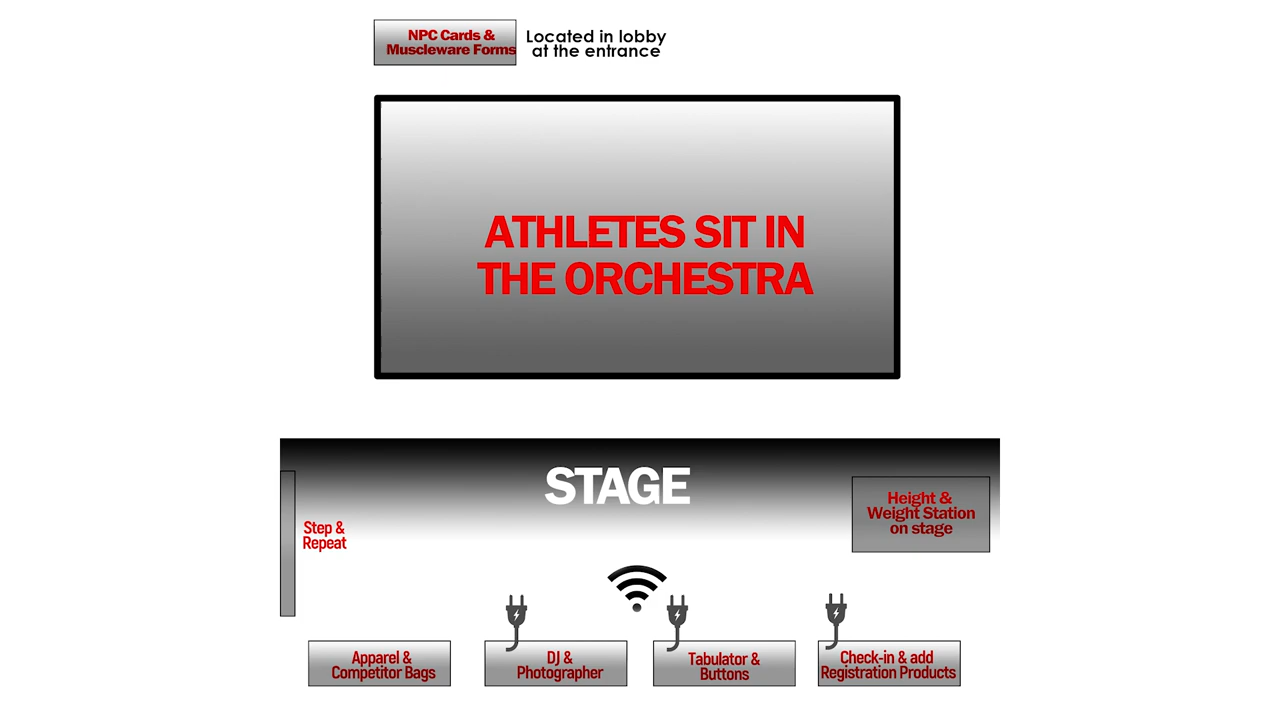 NPC Cards &
Muscleware Forms
Located in lobby
at the entrance
ATHLETES SIT IN
THE ORCHESTRA
STAGE
Height &
Weight Station
on stage
Step &
Repeat
Apparel &
Competitor Bags
DJ &
Photographer
Tabulator &
Buttons
Check-in & add
Registration Products